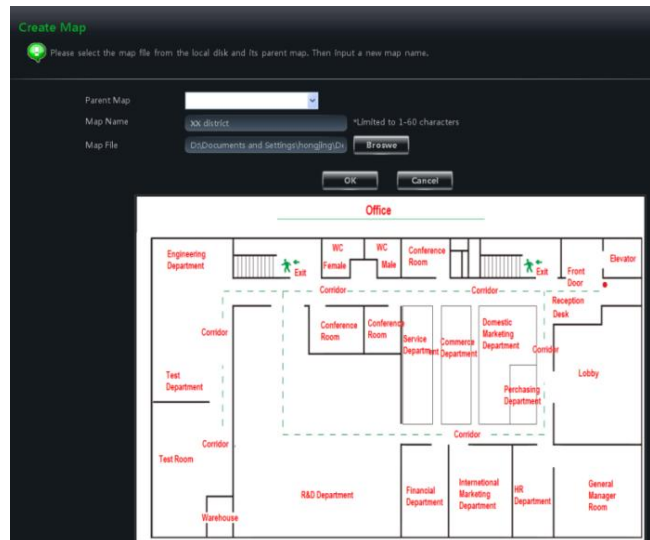 Create Map
Please select the map file from the local disk and its parent map. Then input a new map name.
Parent Map
Map Name
XX district
*Limited to 1-60 characters
Map File
D:\Documents and Settings\hongjing\De
Broswe
OK
Cancel
Office
Engineering
Department
Exit
WC
Female
WC
Male
Conference
Room
Exit
Front
Door
Elevator
Corridor
Corridor
Reception
Desk
Corridor
Conference
Room
Conference
Room
Service
Department
Commerce
Department
Domestic
Marketing
Department
Corridor
Lobby
Test
Department
Perchasing
Department
Corridor
Corridor
Test Room
R&D Department
Financial
Department
International
Marketing
Department
HR
Department
General
Manager
Room
Warehouse